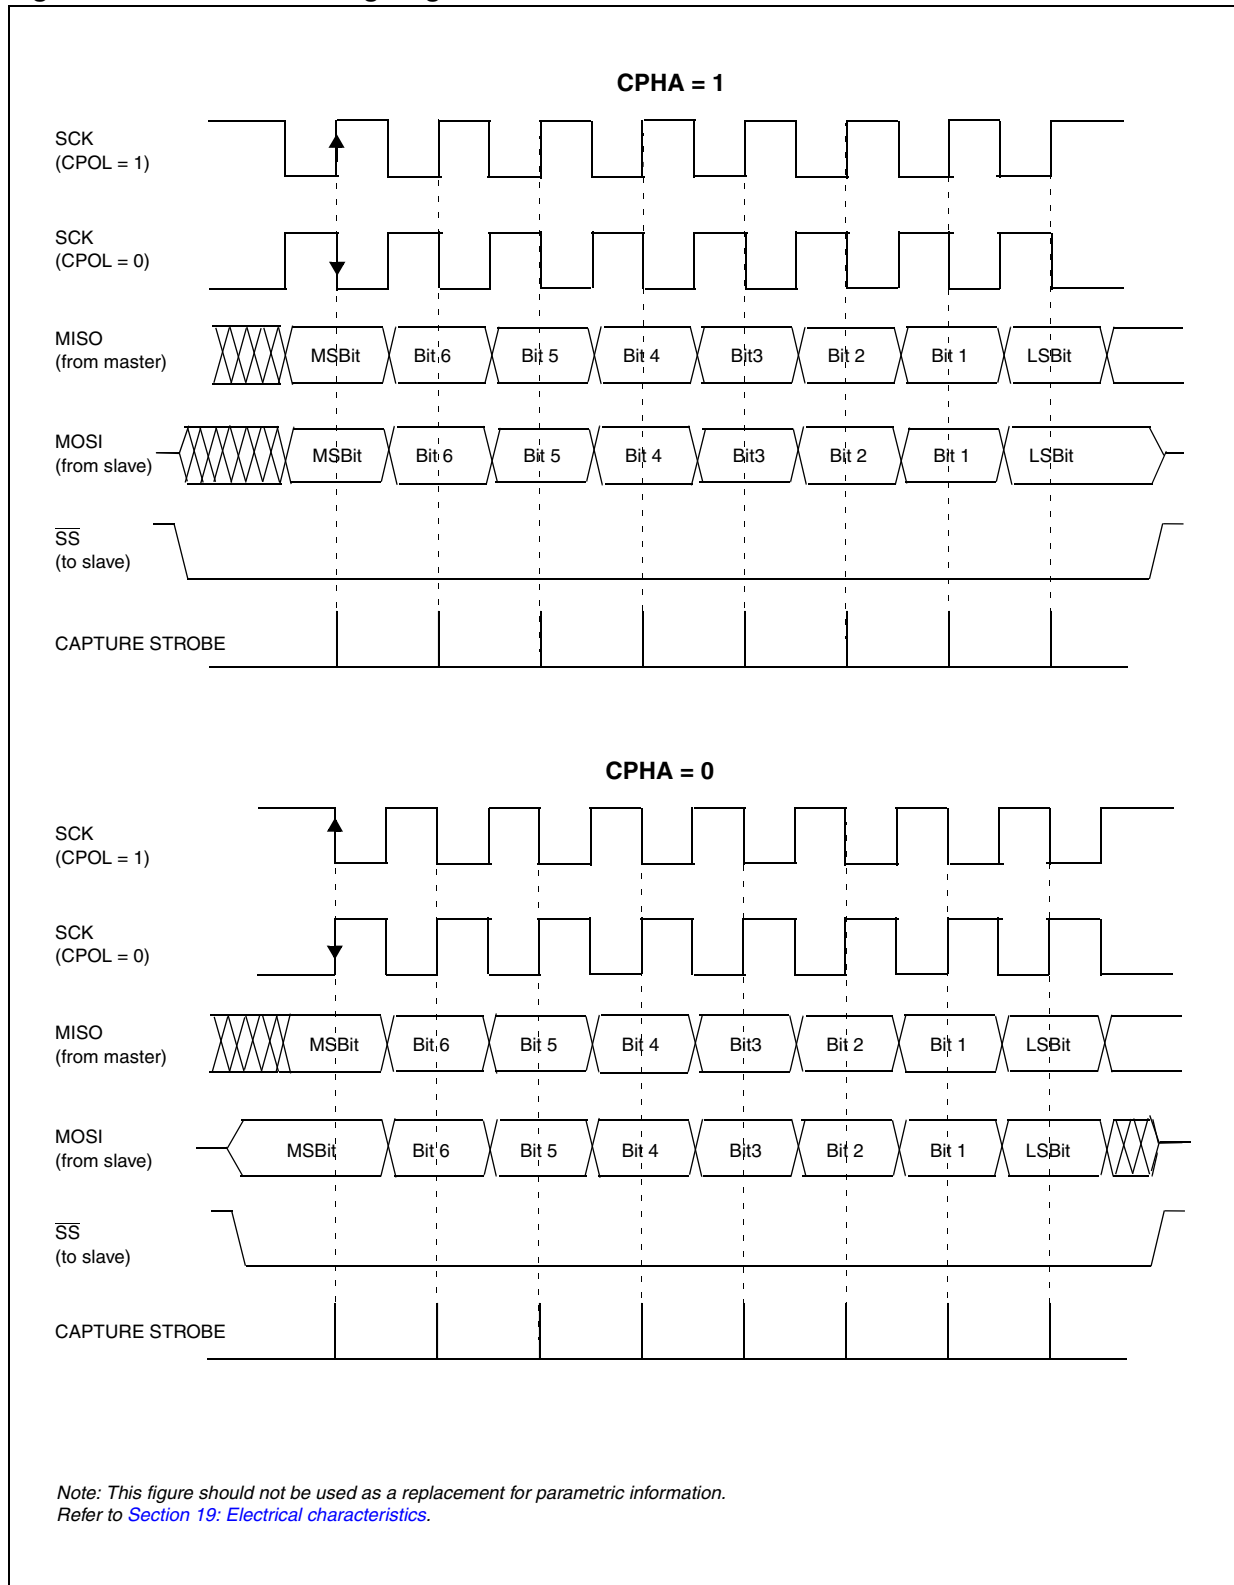 CPHA = 1
SCK
(CPOL = 1)
SCK
(CPOL = 0)
MISO
(from master)
MSBit Bit 6 Bit 5 Bit 4 Bit3 Bit 2 Bit 1 LSBit
MOSI
(from slave)
MSBit Bit 6 Bit 5 Bit 4 Bit3 Bit 2 Bit 1 LSBit
SS
(to slave)
CAPTURE STROBE
CPHA = 0
SCK
(CPOL = 1)
SCK
(CPOL = 0)
MISO
(from master)
MSBit Bit 6 Bit 5 Bit 4 Bit3 Bit 2 Bit 1 LSBit
MOSI
(from slave)
MSBit Bit 6 Bit 5 Bit 4 Bit3 Bit 2 Bit 1 LSBit
SS
(to slave)
CAPTURE STROBE
Note: This figure should not be used as a replacement for parametric information.
Refer to Section 19: Electrical characteristics.